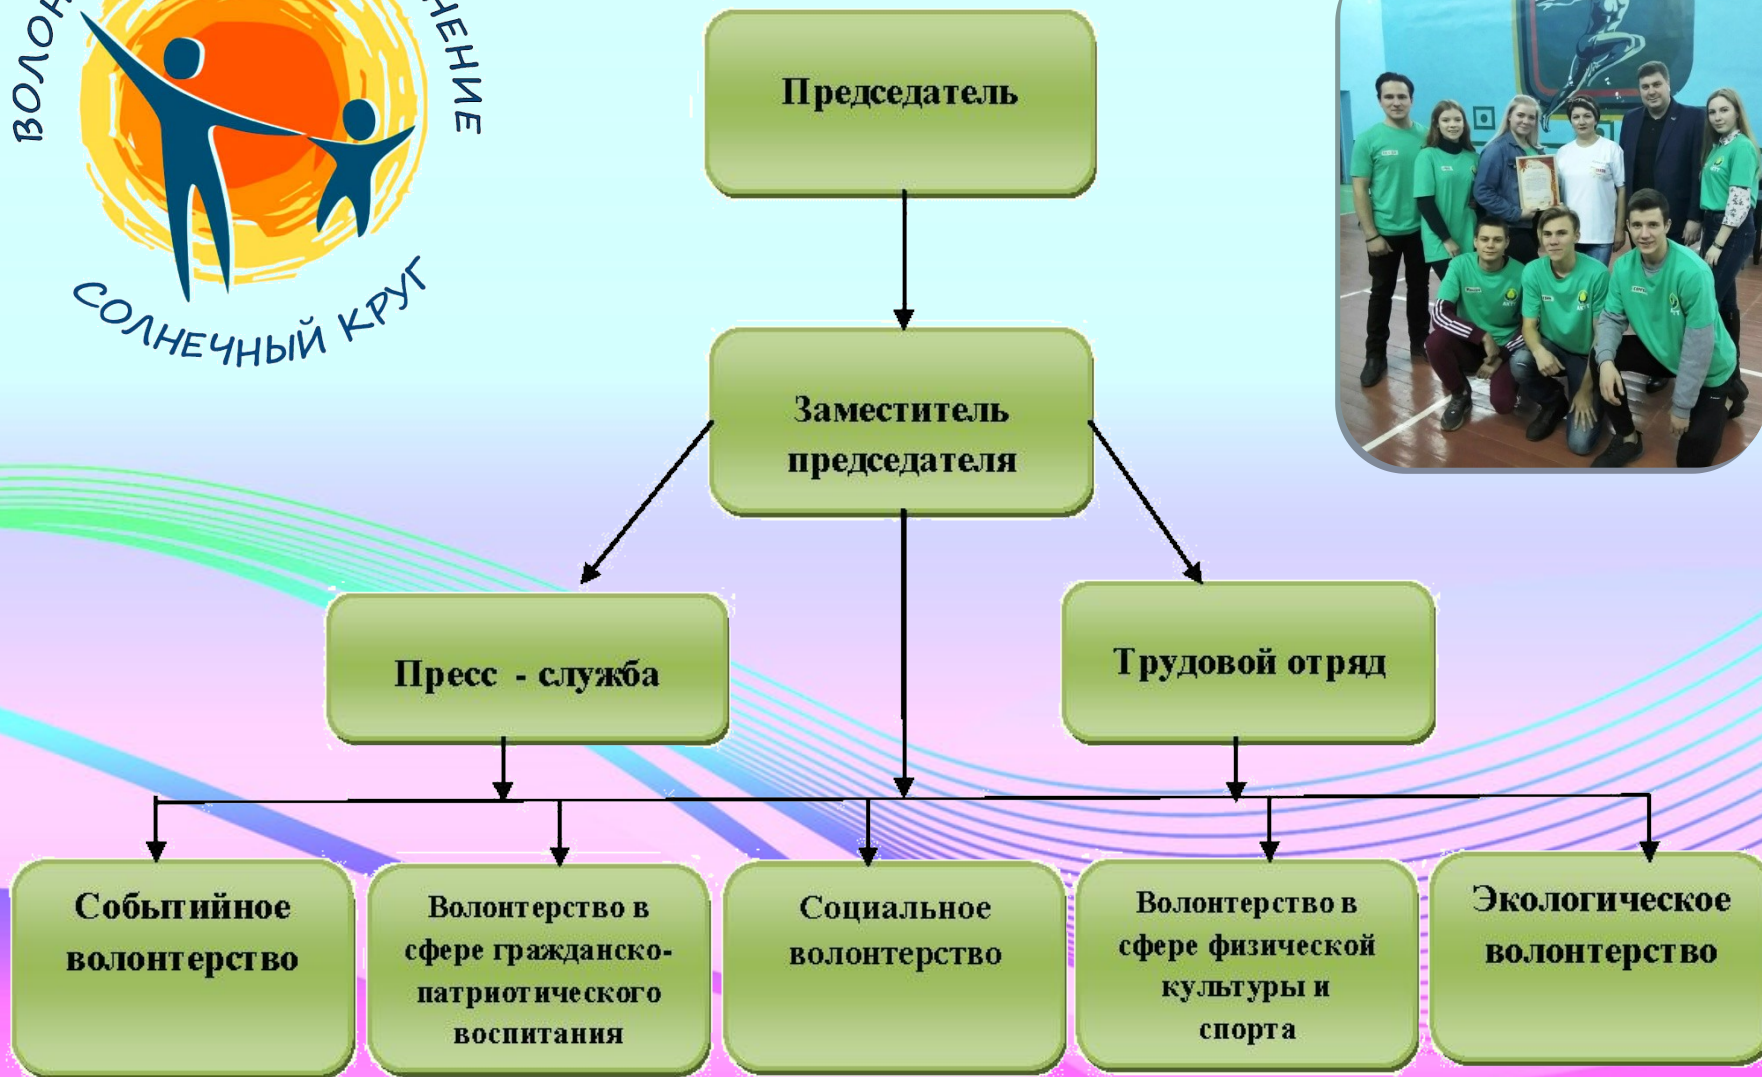 СОЛНЕЧНЫЙ КРУГ
Председатель
Заместитель
председателя
Пресс - служба
Трудовой отряд
Событийное
волонтерство
Волонтерство в
сфере гражданско-
патриотического
воспитания
Социальное
волонтерство
Волонтерство в
сфере физической
культуры и
спорта
Экологическое
волонтерство